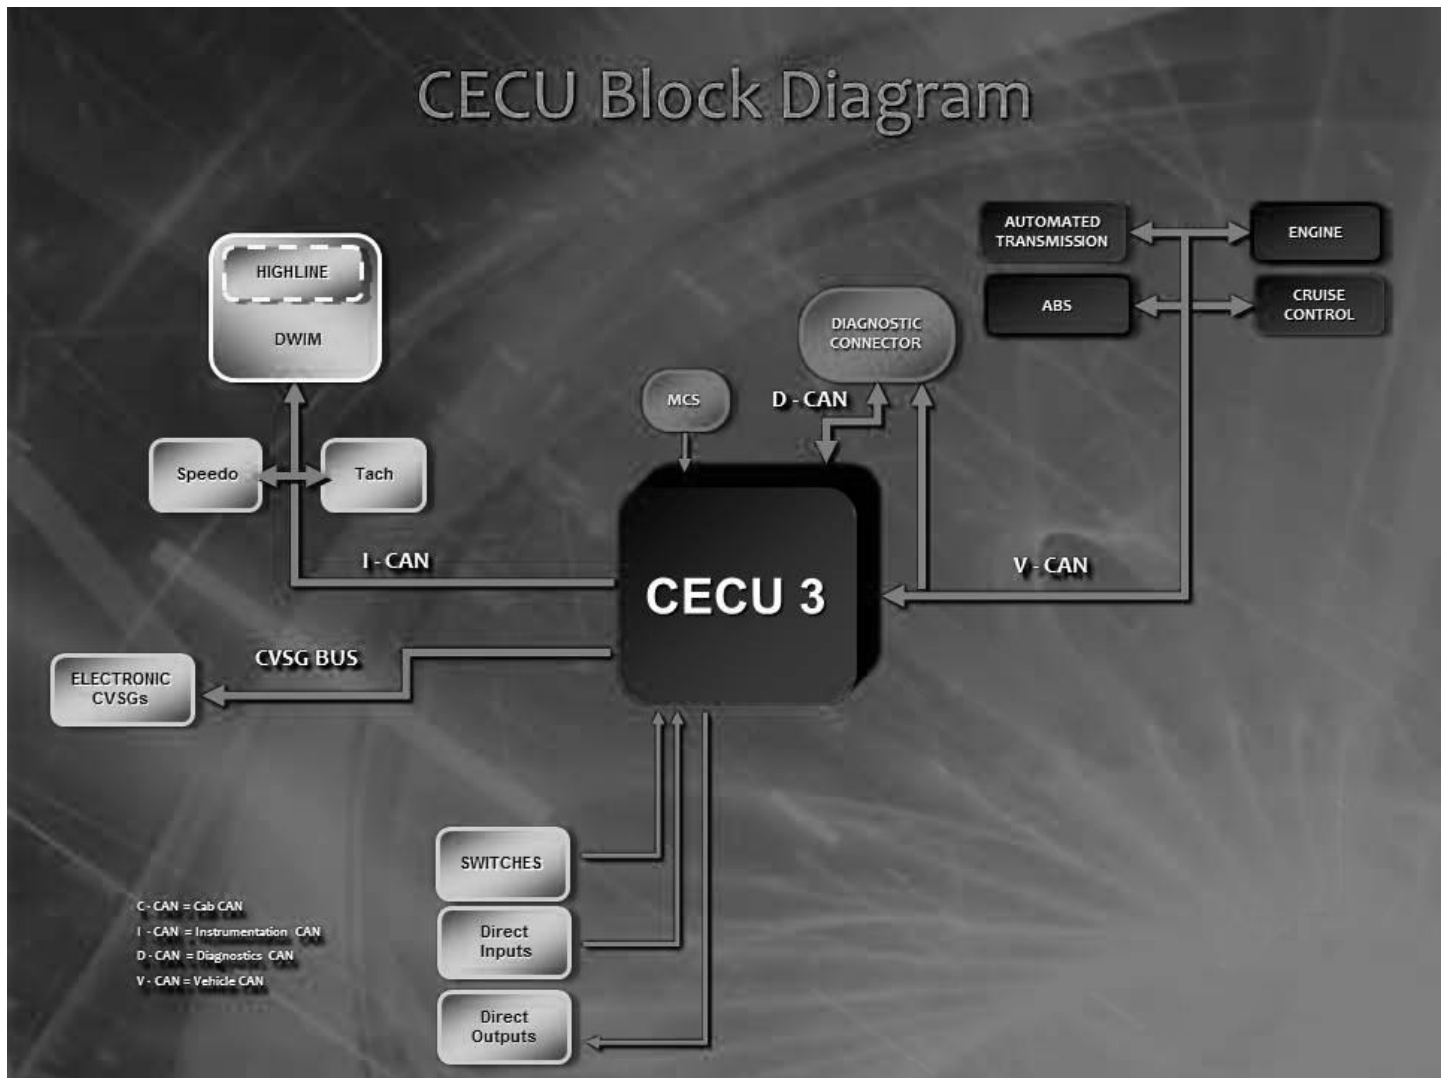 CECU Block Diagram
AUTOMATED
TRANSMISSION
ENGINE
HIGHLINE
DWIM
ABS
CRUISE
CONTROL
DIAGNOSTIC
CONNECTOR
MCS
D - CAN
Speedo
Tach
I - CAN
V - CAN
CECU 3
CVSG BUS
ELECTRONIC
CVSGs
SWITCHES
Direct
Inputs
Direct
Outputs
C - CAN = Cab CAN
I - CAN = Instrumentation CAN
D - CAN = Diagnostics CAN
V - CAN = Vehicle CAN